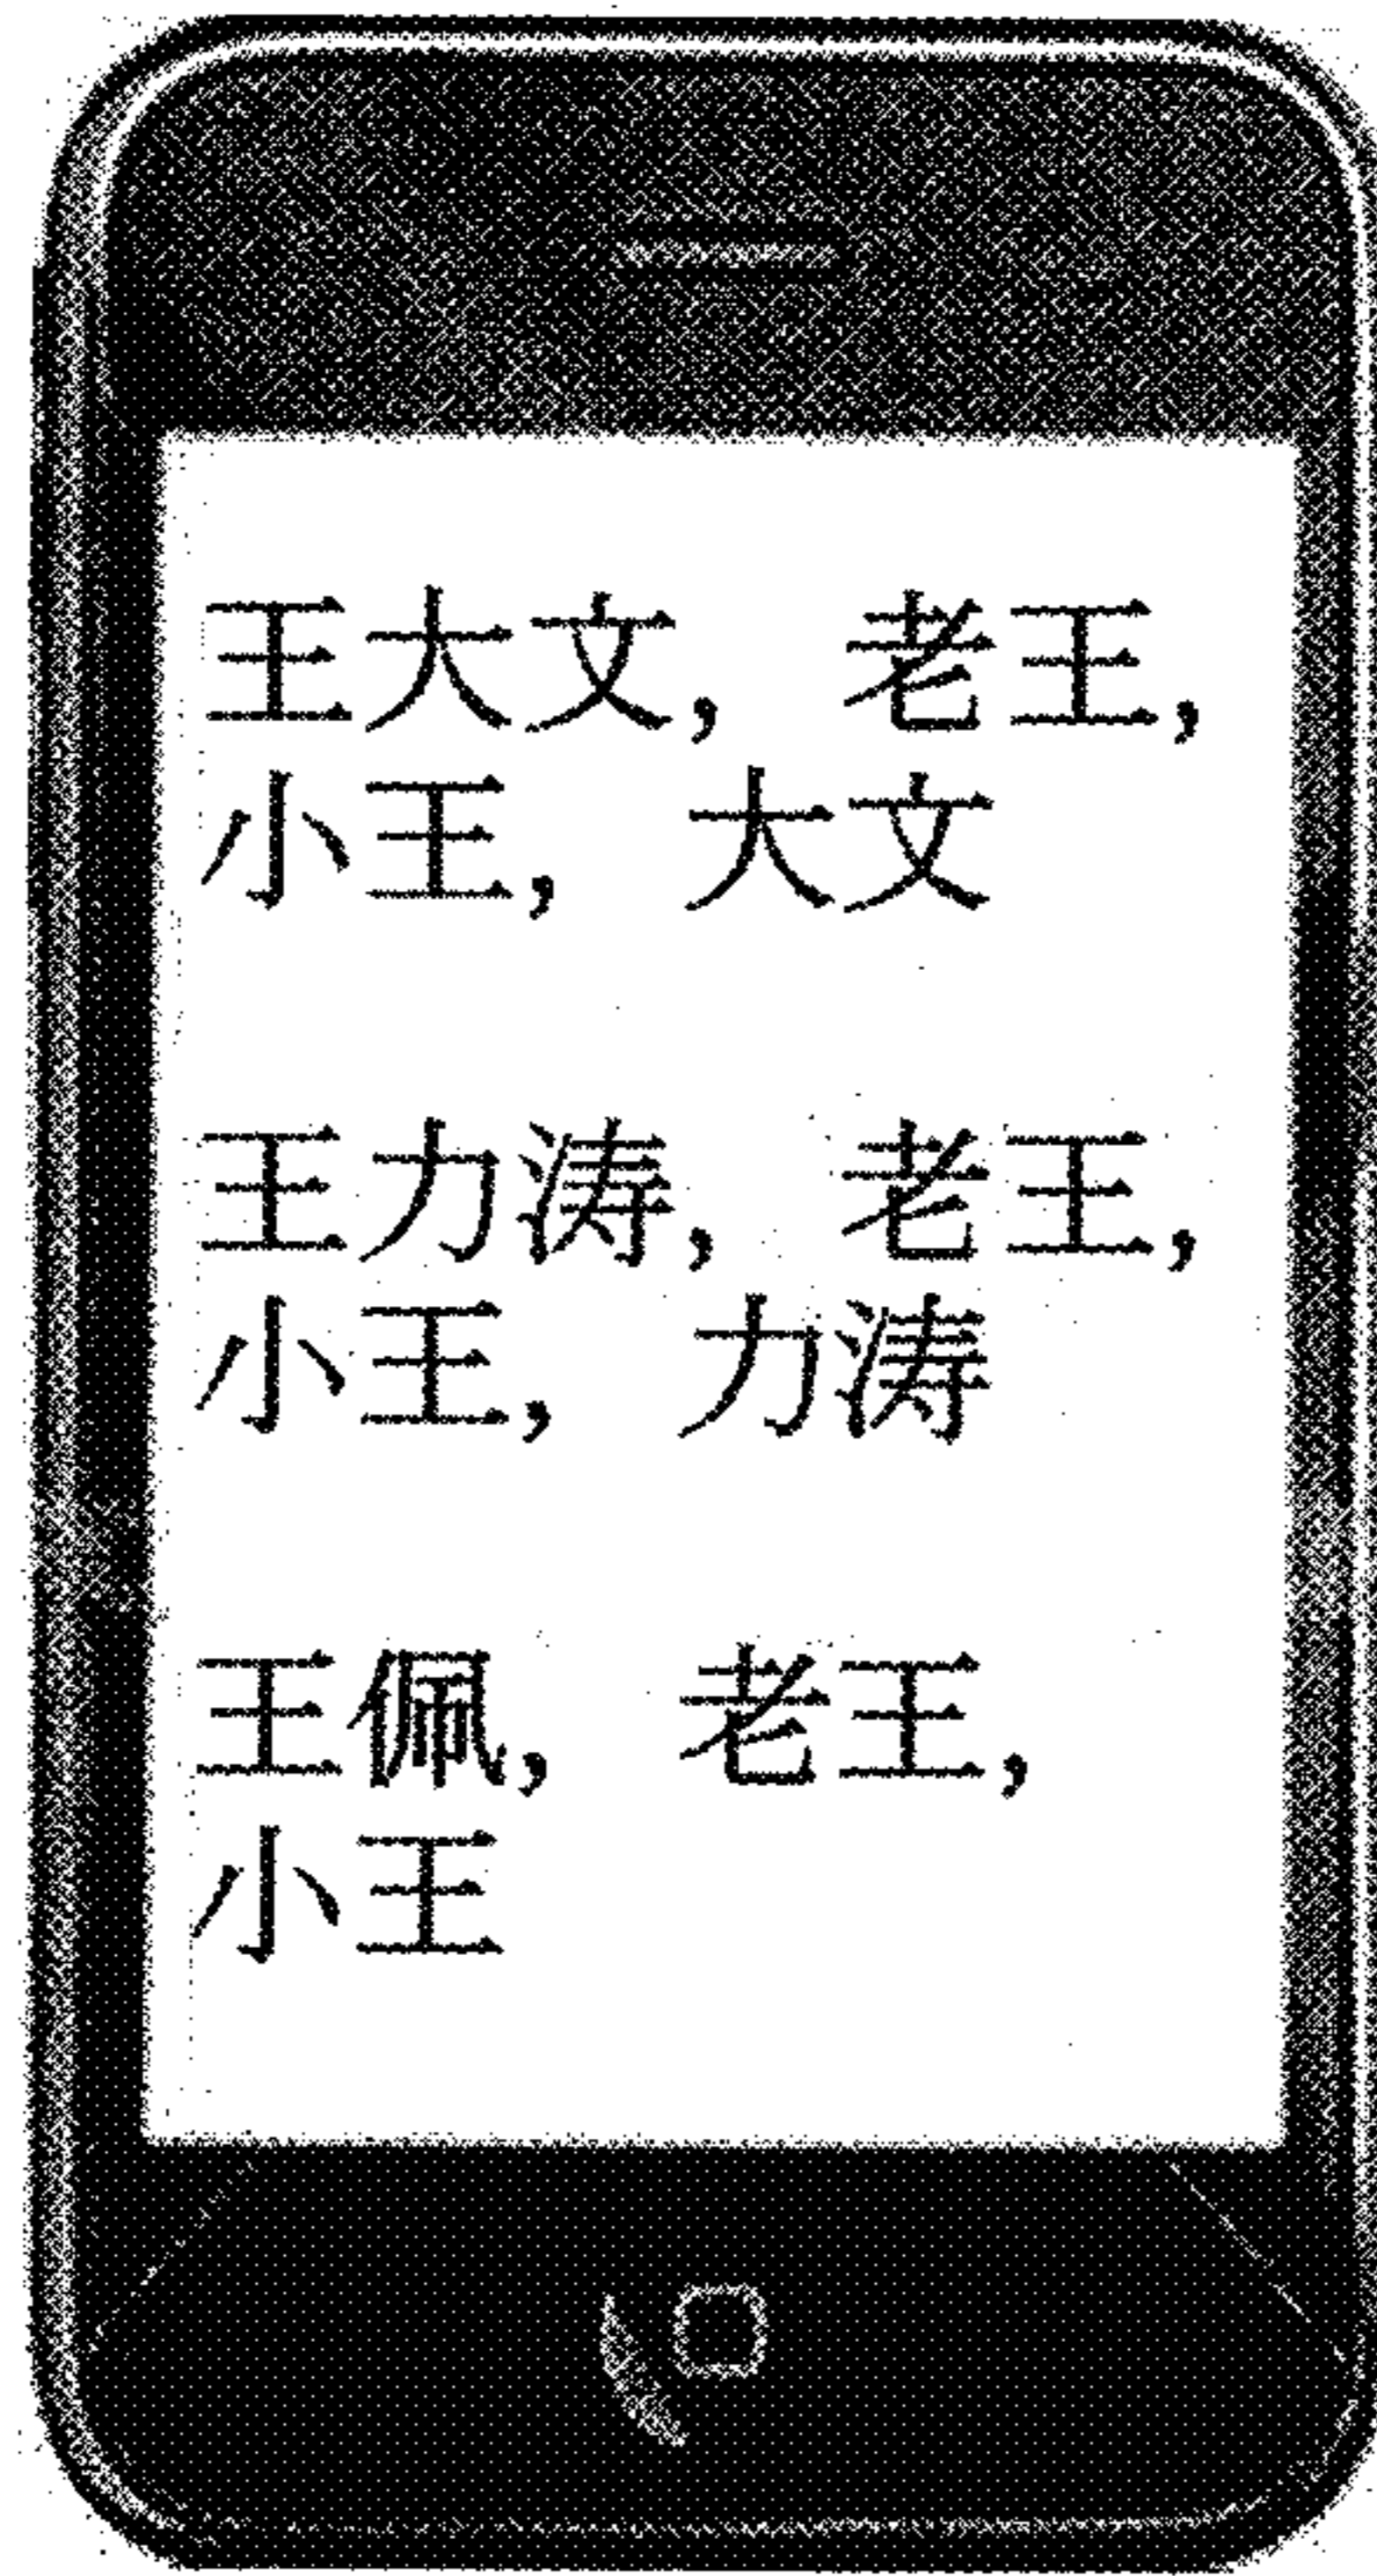 王大文，老王，
小王，大文
王力涛，老王，
小王，力涛
王佩，老王，
小王